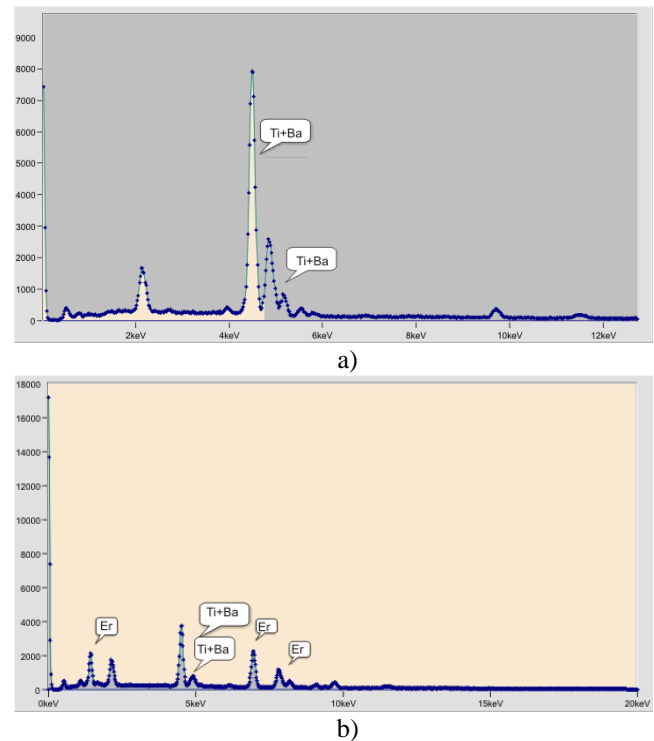 9000
8000
Ti+Ba
7000
6000
5000
4000
3000
Ti+Ba
2000
1000
0
2keV 4keV 6keV 8keV 10keV 12keV
a)
18000
16000
14000
12000
10000
8000
6000
Ti+Ba
4000
Er Er
Ti+Ba
Er
2000
0
0keV 5keV 10keV 15keV 20keV
b)